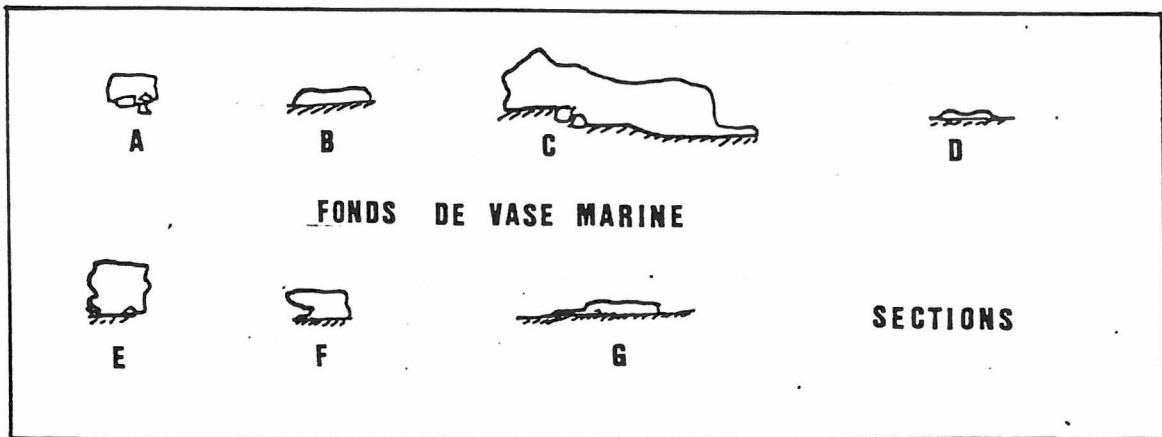 A B C D
FONDS DE VASE MARINE
E F G SECTIONS